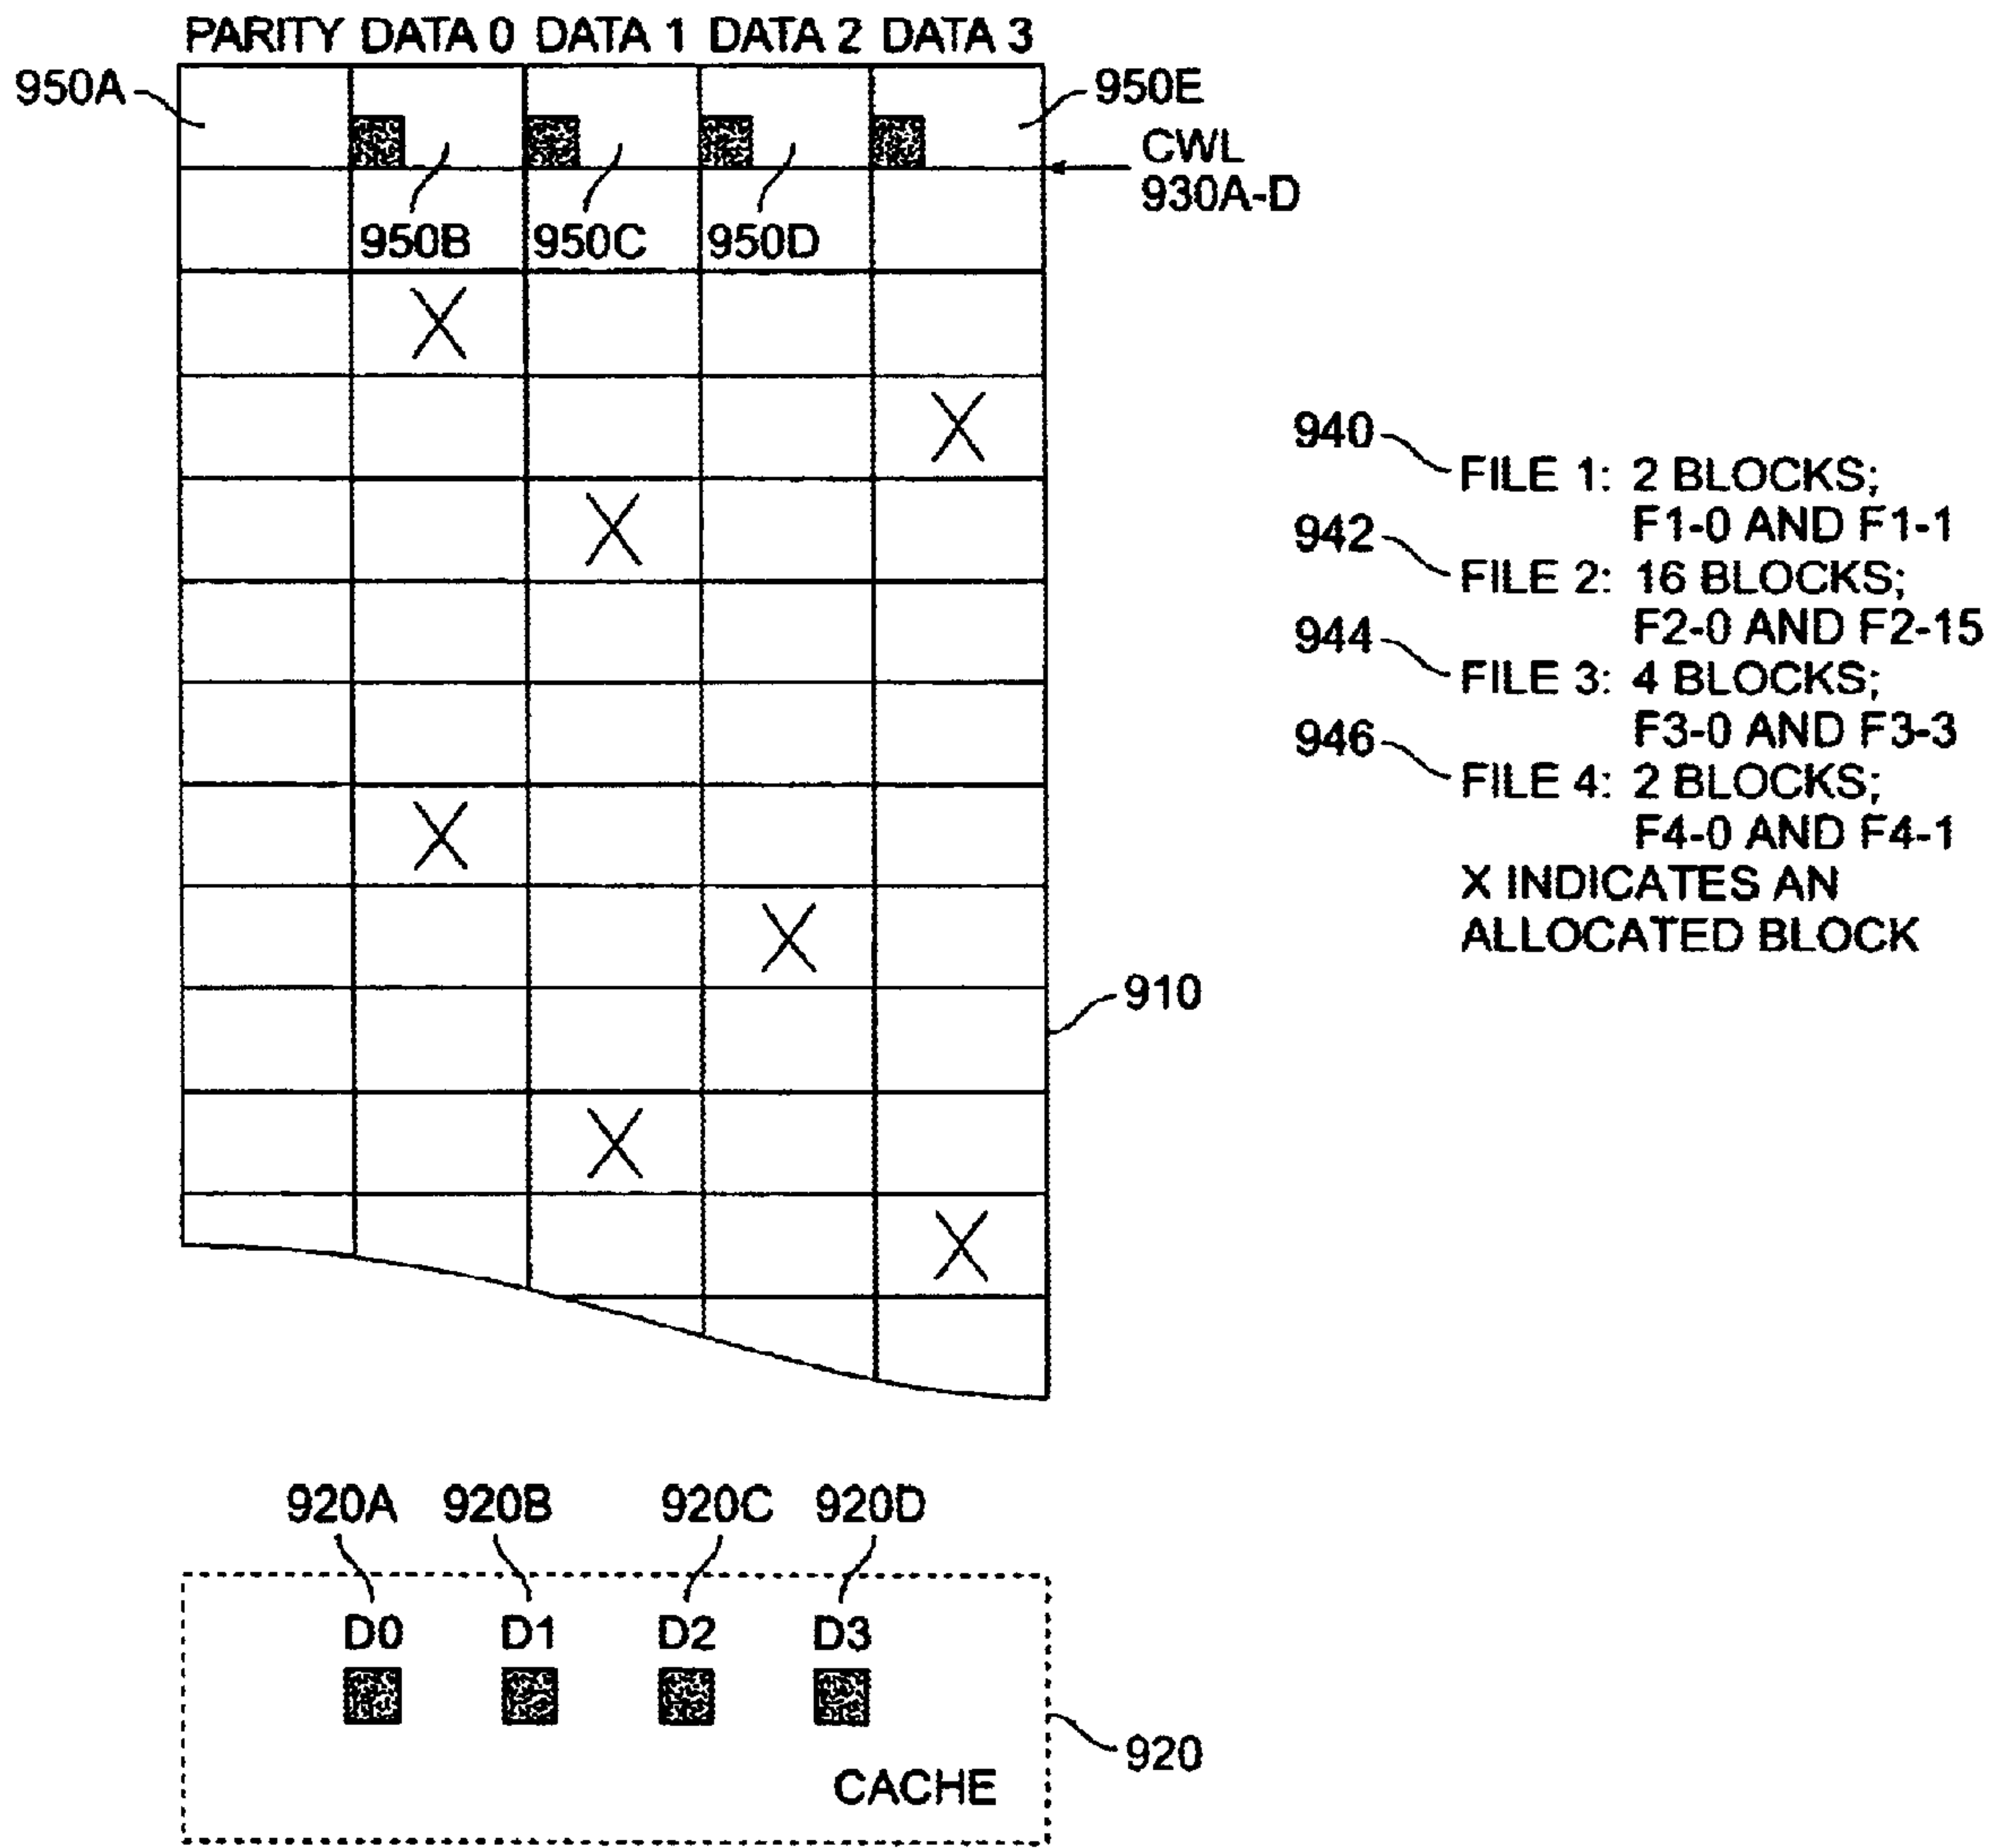 PARITY DATA 0 DATA 1 DATA 2 DATA 3
950A
950E
CWL
930A-D
950B 950C 950D
X
X
X
X
X
X
X
940
FILE 1: 2 BLOCKS;
F1-0 AND F1-1
942
FILE 2: 16 BLOCKS;
F2-0 AND F2-15
944
FILE 3: 4 BLOCKS;
F3-0 AND F3-3
946
FILE 4: 2 BLOCKS;
F4-0 AND F4-1
X INDICATES AN
ALLOCATED BLOCK
910
920A 920B 920C 920D
D0 D1 D2 D3
920
CACHE